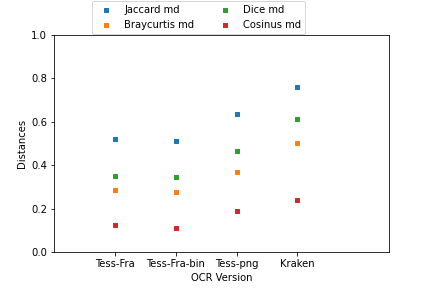 Jaccard md Dice md
Braycurtis md Cosinus md
1.0
0.8
0.6
0.4
0.2
0.0
Distances
Tess-Fra Tess-Fra-bin Tess-png Kraken
OCR Version